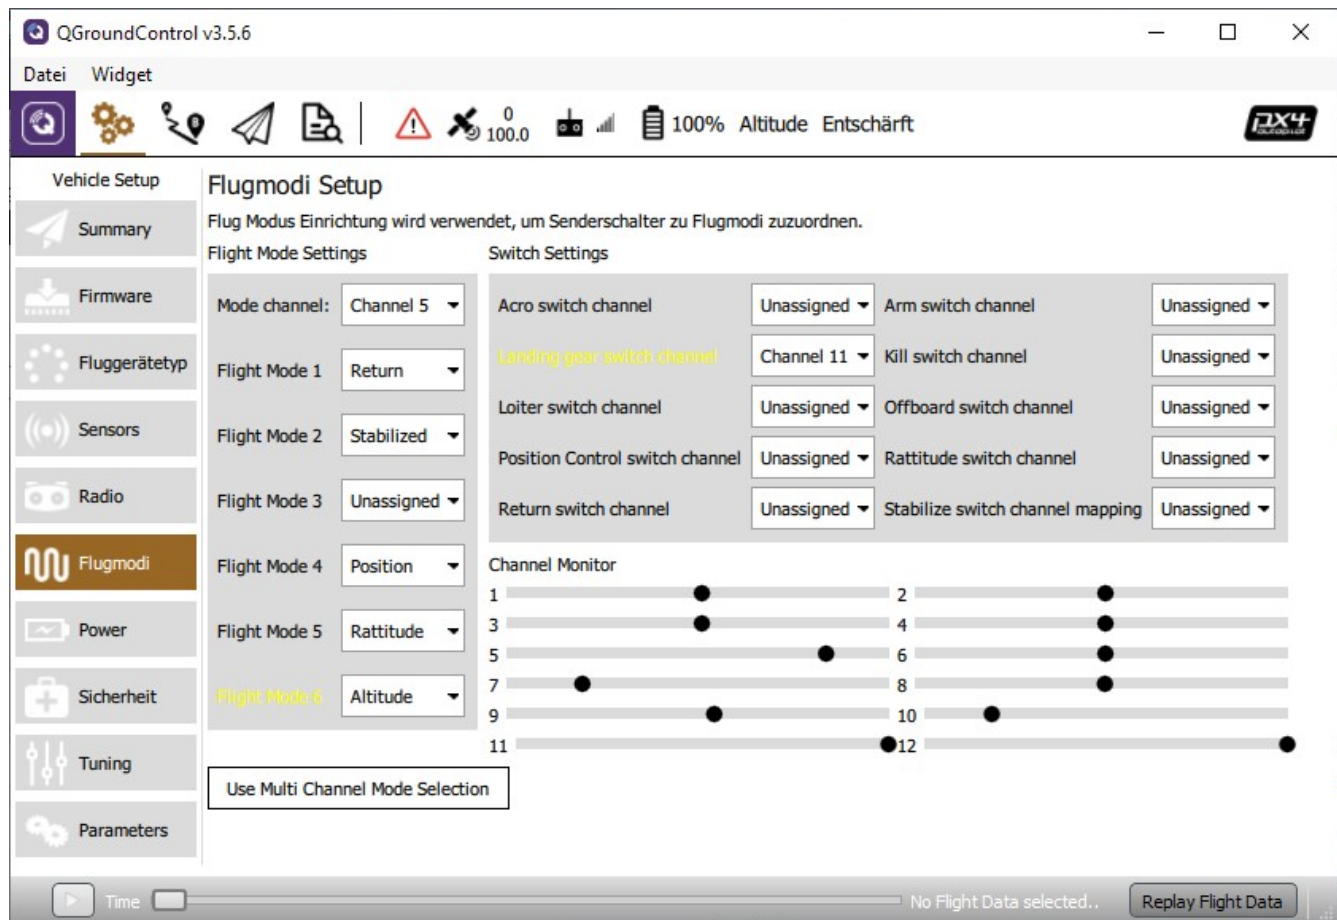 QGroundControl v3.5.6
Datei Widget
0
100.0
100% Altitude Entschärft
px4
autopilot
Vehicle Setup
Summary
Firmware
Fluggerätetyp
Sensors
Radio
Flugmodi
Power
Sicherheit
Tuning
Parameters
Flugmodi Setup
Flug Modus Einrichtung wird verwendet, um Senderschalter zu Flugmodi zuzuordnen.
Flight Mode Settings
Mode channel: Channel 5
Flight Mode 1 Return
Flight Mode 2 Stabilized
Flight Mode 3 Unassigned
Flight Mode 4 Position
Flight Mode 5 Rattitude
Flight Mode 6 Altitude
Use Multi Channel Mode Selection
Switch Settings
Acro switch channel Unassigned Arm switch channel Unassigned
Landing gear switch channel Channel 11 Kill switch channel Unassigned
Loiter switch channel Unassigned Offboard switch channel Unassigned
Position Control switch channel Unassigned Rattitude switch channel Unassigned
Return switch channel Unassigned Stabilize switch channel mapping Unassigned
Channel Monitor
1 2
3 4
5 6
7 8
9 10
11 12
Time No Flight Data selected.. Replay Flight Data